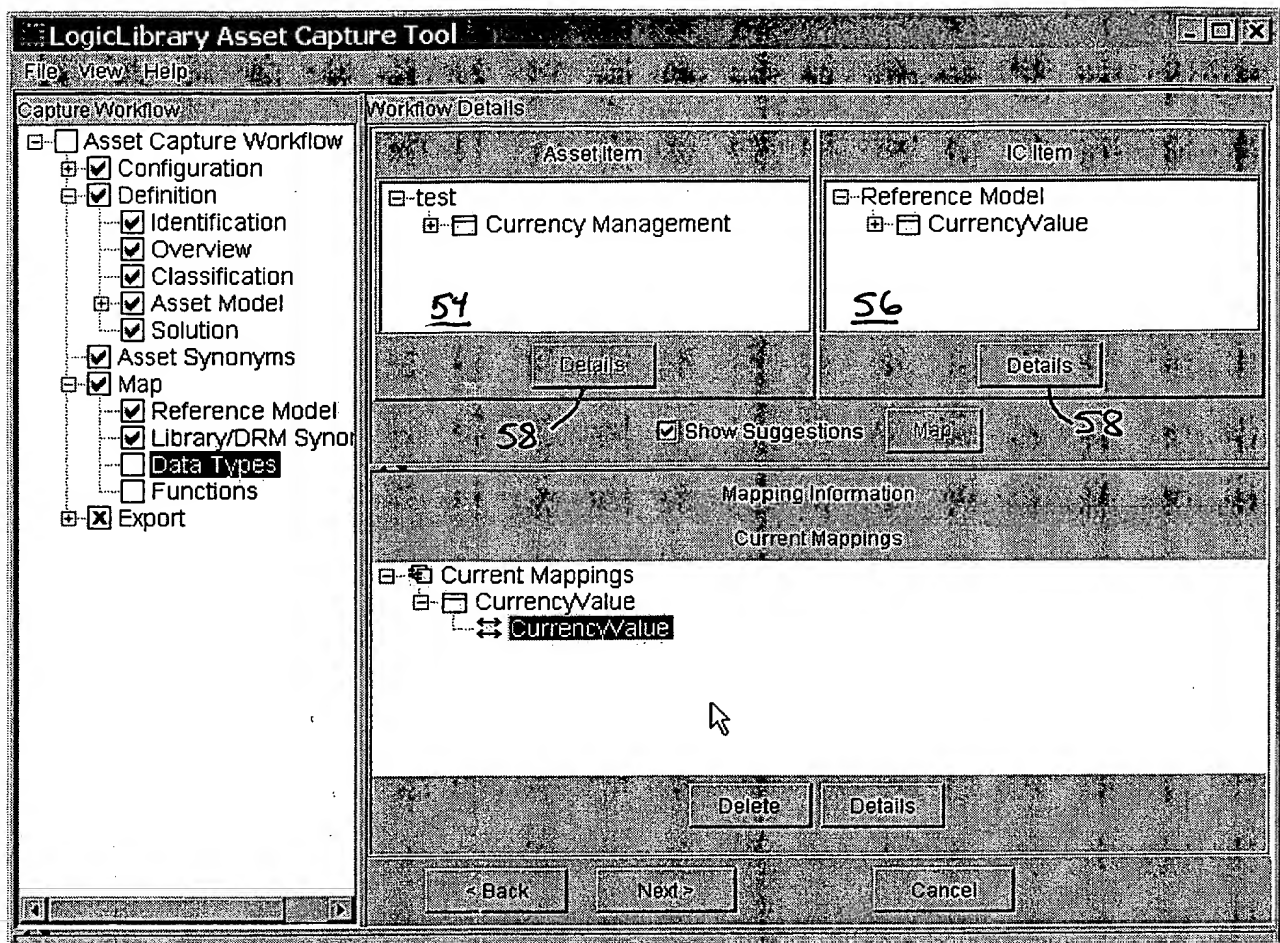 LogicLibrary Asset Capture Tool
File View Help
Capture Workflow
Asset Capture Workflow
Configuration
Definition
Identification
Overview
Classification
Asset Model
Solution
Asset Synonyms
Map
Reference Model
Library/DRM Synor
Data Types
Functions
Export
Workflow Details
Asset Item
test
Currency Management
54
Details
IC Item
Reference Model
CurrencyValue
56
Details
58
Show Suggestions
Map
58
Mapping Information
Current Mappings
Current Mappings
CurrencyValue
CurrencyValue
Delete
Details
< Back
Next >
Cancel